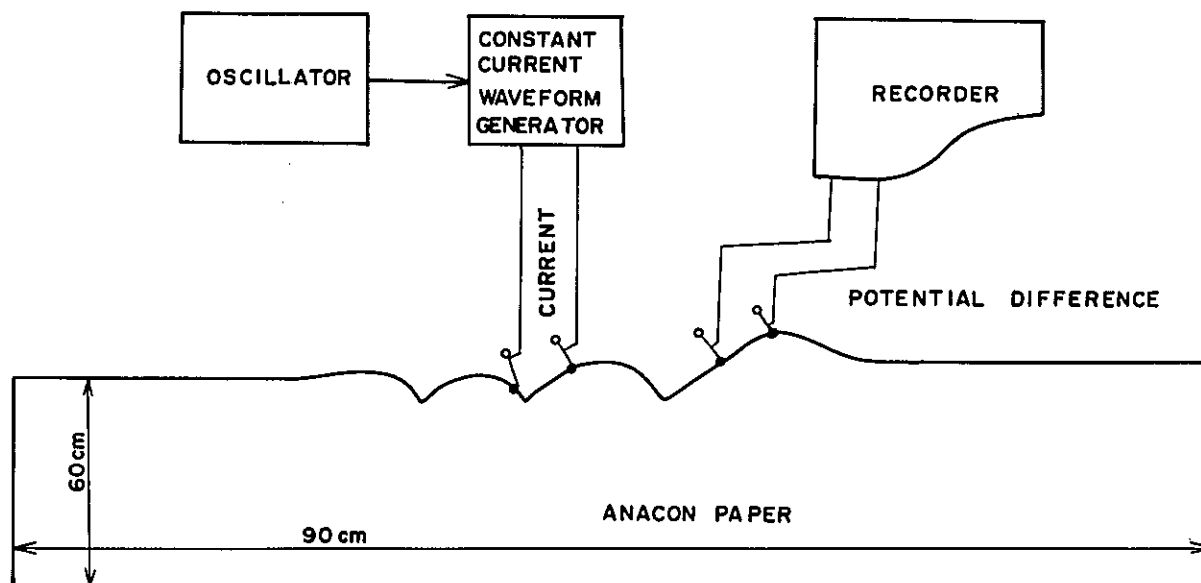 OSCILLATOR
CONSTANT
CURRENT
WAVEFORM
GENERATOR
RECORDER
CURRENT
POTENTIAL DIFFERENCE
60cm
ANACON PAPER
90cm